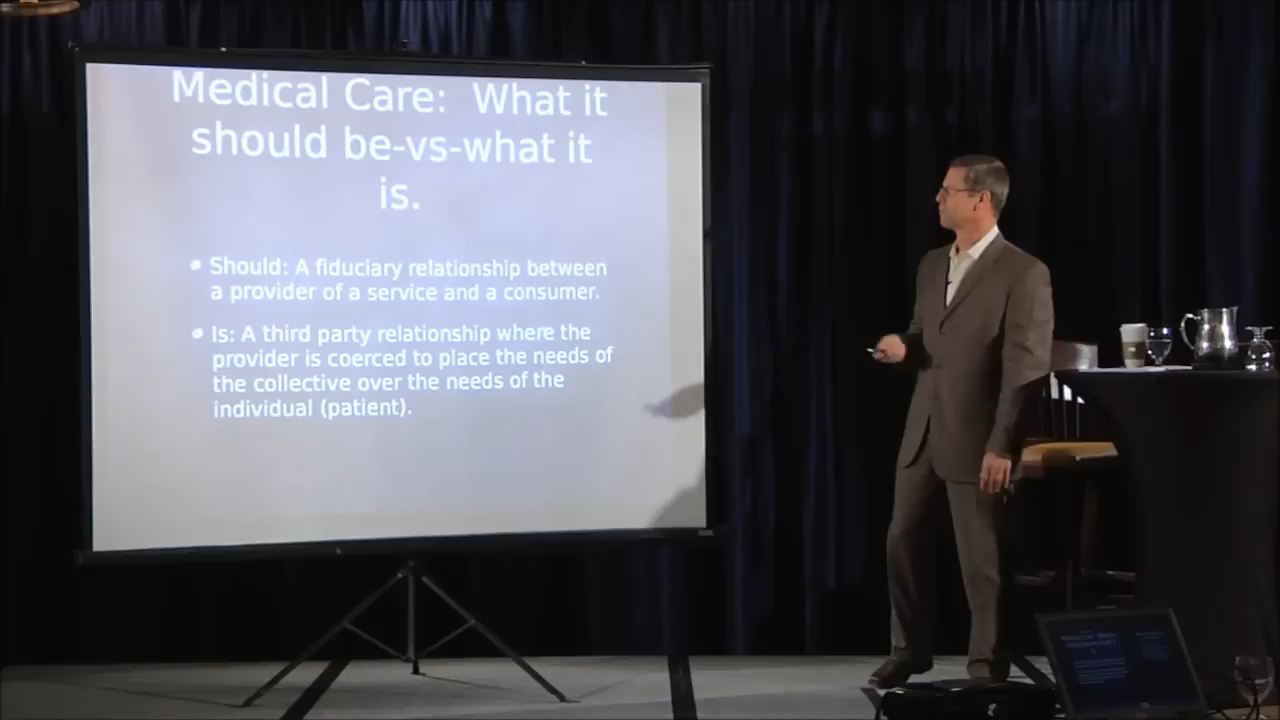 Medical Care:  What it
should be-vs-what it
is.
Should: A fiduciary relationship between
a provider of a service and a consumer.
Is: A third party relationship where the
provider is coerced to place the needs of
the collective over the needs of the
individual (patient).